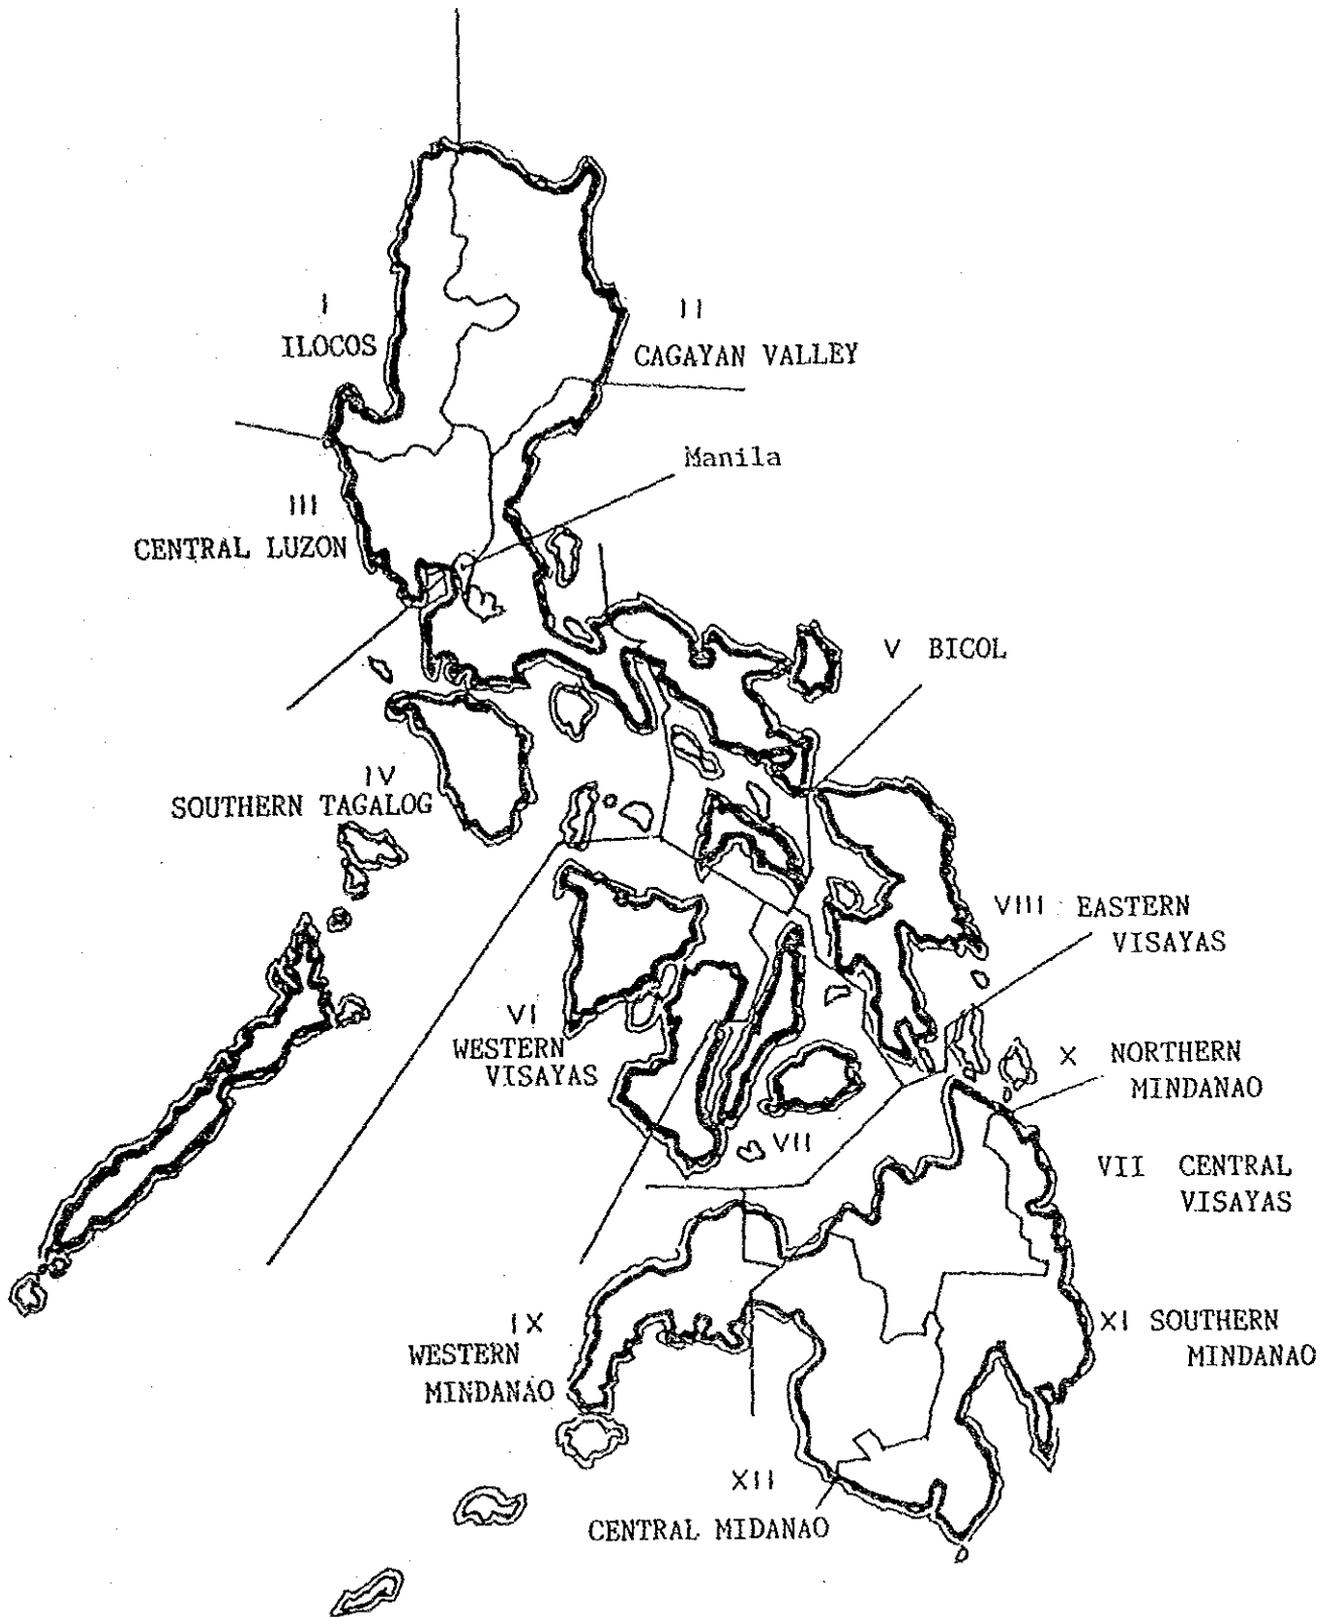 I
ILOCOS
II
CAGAYAN VALLEY
Manila
III
CENTRAL LUZON
V BICOL
IV
SOUTHERN TAGALOG
VIII EASTERN
VISAYAS
VI
WESTERN
VISAYAS
X NORTHERN
MINDANAO
VII
VII CENTRAL
VISAYAS
IX
WESTERN
MINDANAO
XI SOUTHERN
MINDANAO
XII
CENTRAL MIDANAO